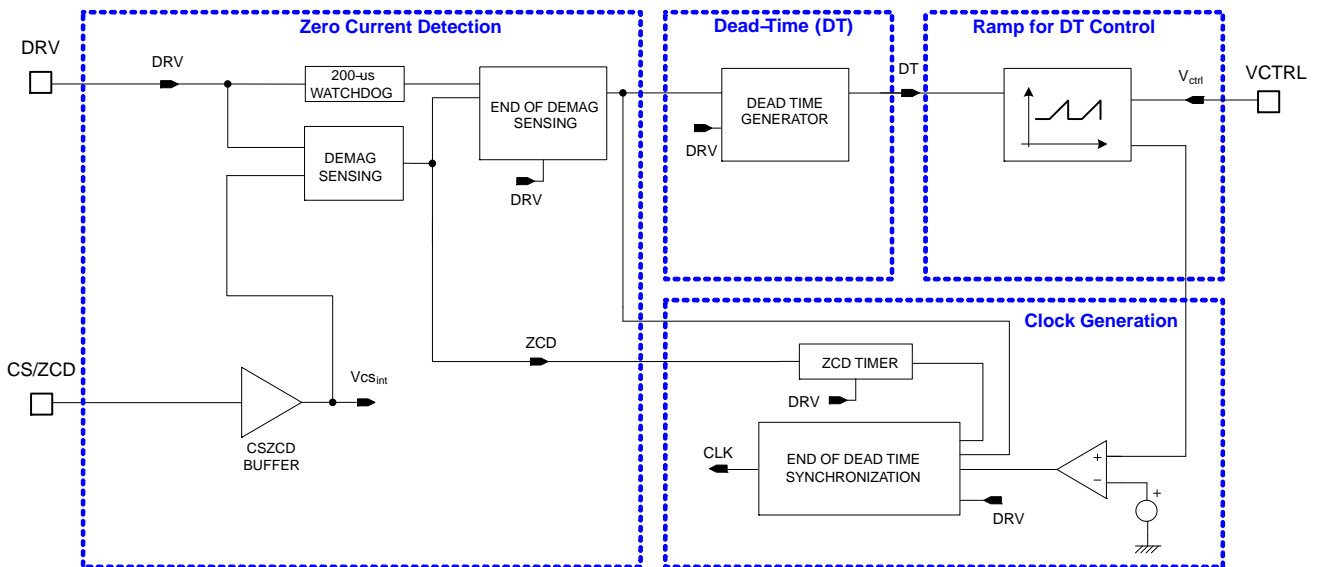 Zero Current Detection
Dead-Time (DT)
Ramp for DT Control
DRV
DRV
200-us
WATCHDOG
END OF DEMAG
SENSING
DRV
DEMAG
SENSING
DEAD TIME
GENERATOR
DRV
DT
Vctrl
VCTRL
Clock Generation
ZCD
ZCD TIMER
DRV
CS/ZCD
Vcsint
CSZCD
BUFFER
CLK
END OF DEAD TIME
SYNCHRONIZATION
DRV
+
−
+